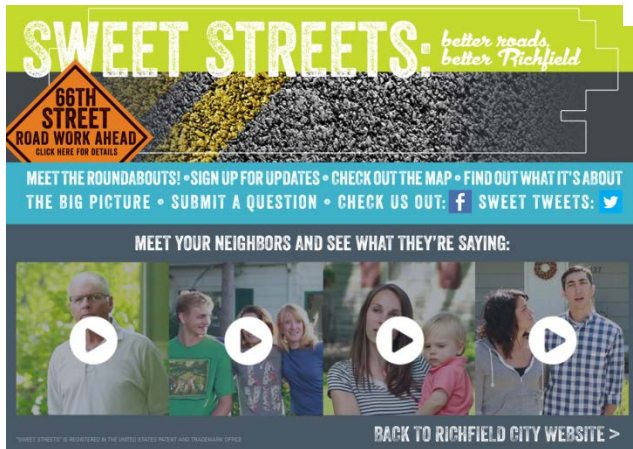 SWEET STREETS:
better roads,
better Richfield
66TH
STREET
ROAD WORK AHEAD
CLICK HERE FOR DETAILS
MEET THE ROUNDABOUTS! • SIGN UP FOR UPDATES • CHECK OUT THE MAP • FIND OUT WHAT IT'S ABOUT
THE BIG PICTURE • SUBMIT A QUESTION • CHECK US OUT: f SWEET TWEETS:
MEET YOUR NEIGHBORS AND SEE WHAT THEY'RE SAYING:
137
"SWEET STREETS" IS REGISTERED IN THE UNITED STATES PATENT AND TRADEMARK OFFICE
BACK TO RICHFIELD CITY WEBSITE >